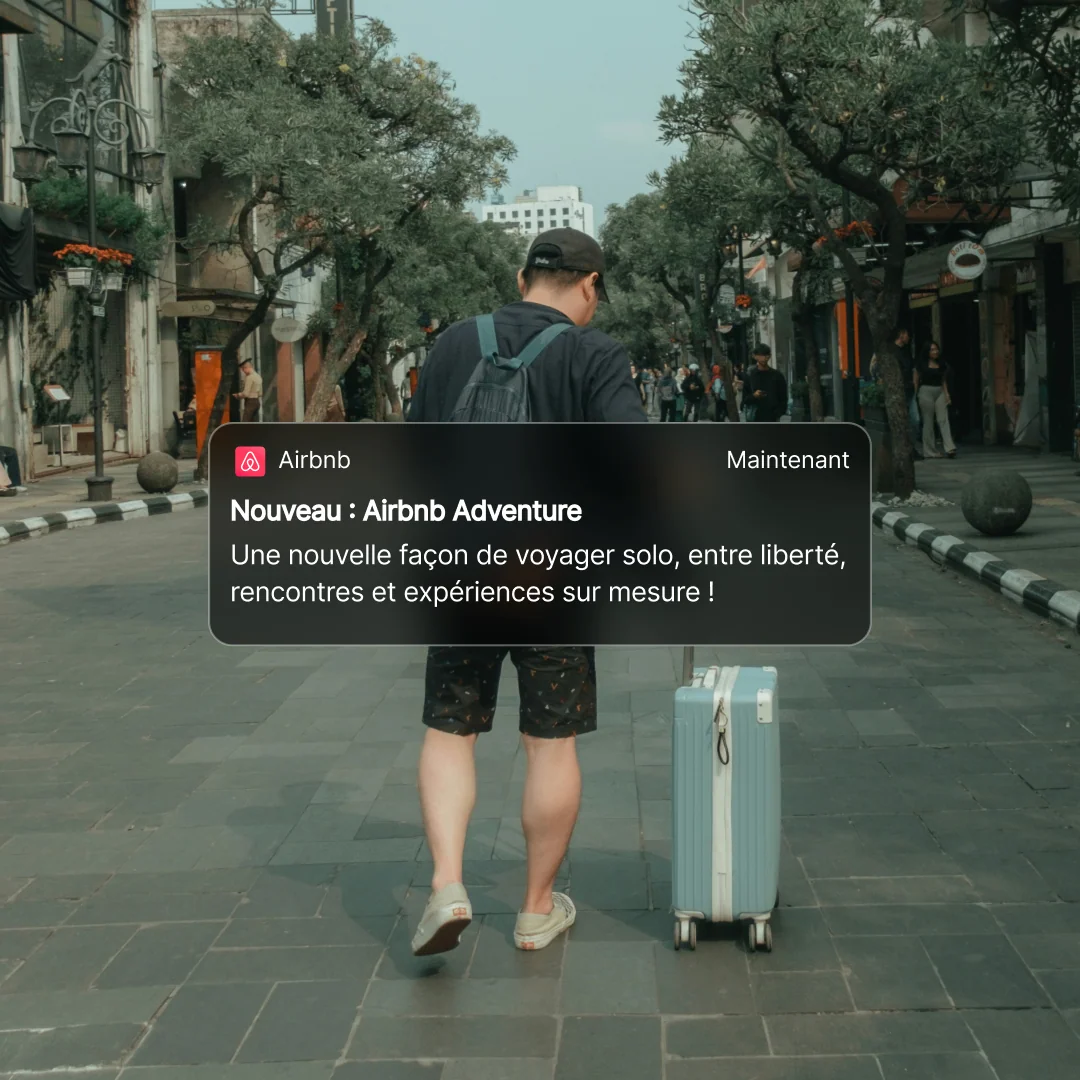 Airbnb
Maintenant
Nouveau : Airbnb Adventure
Une nouvelle façon de voyager solo, entre liberté,
rencontres et expériences sur mesure !